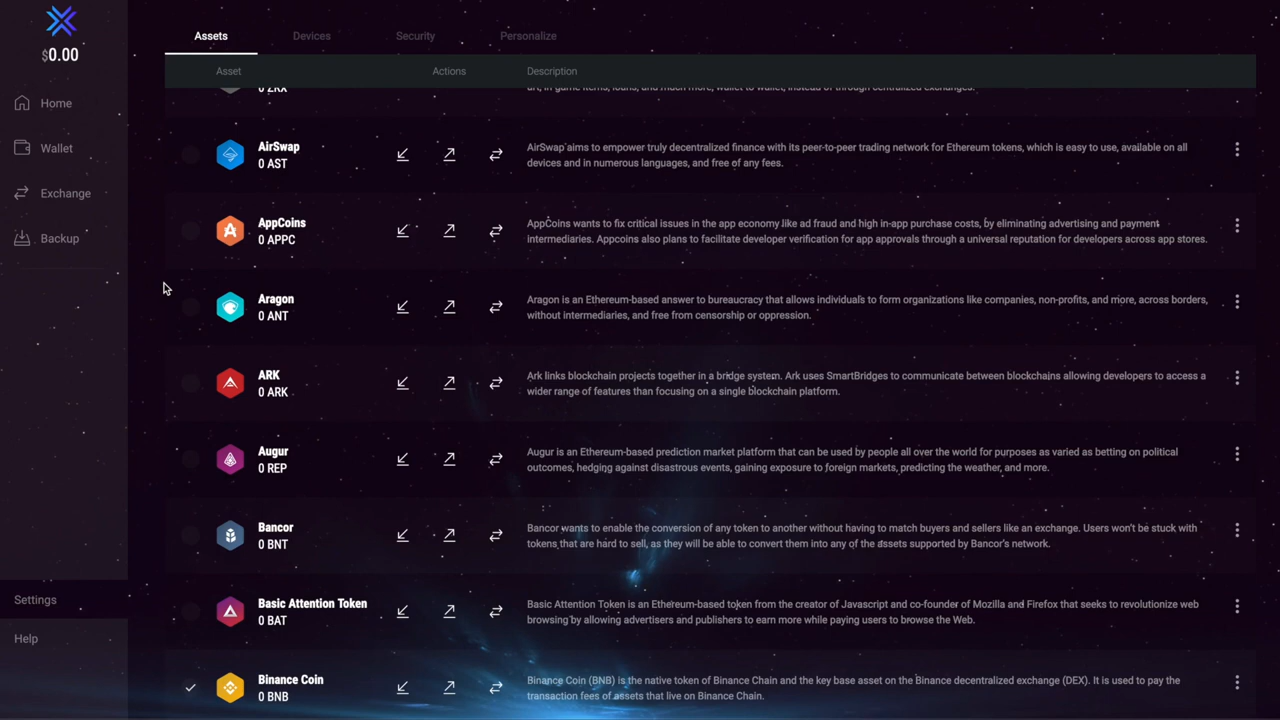 $0.00
Home
Wallet
Exchange
Backup
Settings
Help
Assets Devices Security Personalize
Asset Actions Description
0 ZRX
art, in game items, loans, and much more, wallet to wallet, instead of through centralized exchanges.
AirSwap
0 AST
AirSwap aims to empower truly decentralized finance with its peer-to-peer trading network for Ethereum tokens, which is easy to use, available on all
devices and in numerous languages, and free of any fees.
AppCoins
0 APPC
AppCoins wants to fix critical issues in the app economy like ad fraud and high in-app purchase costs, by eliminating advertising and payment
intermediaries. Appcoins also plans to facilitate developer verification for app approvals through a universal reputation for developers across app stores.
Aragon
0 ANT
Aragon is an Ethereum-based answer to bureaucracy that allows individuals to form organizations like companies, non-profits, and more, across borders,
without intermediaries, and free from censorship or oppression.
ARK
0 ARK
Ark links blockchain projects together in a bridge system. Ark uses SmartBridges to communicate between blockchains allowing developers to access a
wider range of features than focusing on a single blockchain platform.
Augur
0 REP
Augur is an Ethereum-based prediction market platform that can be used by people all over the world for purposes as varied as betting on political
outcomes, hedging against disastrous events, gaining exposure to foreign markets, predicting the weather, and more.
Bancor
0 BNT
Bancor wants to enable the conversion of any token to another without having to match buyers and sellers like an exchange. Users won't be stuck with
tokens that are hard to sell, as they will be able to convert them into any of the assets supported by Bancor's network.
Basic Attention Token
0 BAT
Basic Attention Token is an Ethereum-based token from the creator of Javascript and co-founder of Mozilla and Firefox that seeks to revolutionize web
browsing by allowing advertisers and publishers to earn more while paying users to browse the Web.
Binance Coin
0 BNB
Binance Coin (BNB) is the native token of Binance Chain and the key base asset on the Binance decentralized exchange (DEX). It is used to pay the
transaction fees of assets that live on Binance Chain.